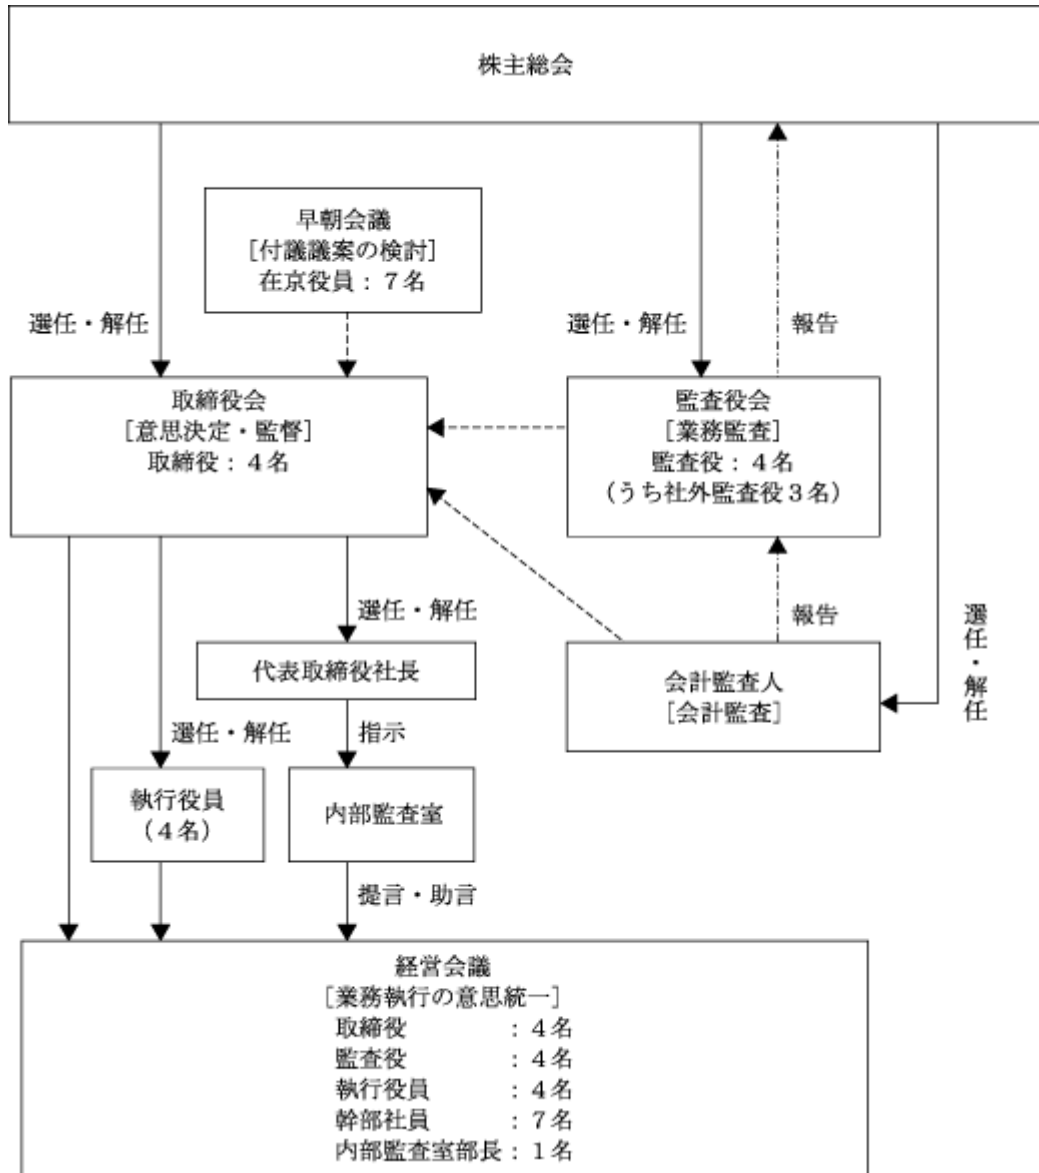 株主総会
早朝会議
[付議議案の検討]
在京役員：７名
選任・解任
選任・解任
報告
取締役会
[意思決定・監督]
取締役：４名
監査役会
[業務監査]
監査役：４名
（うち社外監査役３名）
選任・解任
報告
選任・解任
代表取締役社長
会計監査人
[会計監査]
選任・解任
指示
執行役員
（４名）
内部監査室
提言・助言
経営会議
[業務執行の意思統一]
取締役　　　　：４名
監査役　　　　：４名
執行役員　　　：４名
幹部社員　　　：７名
内部監査室部長：１名